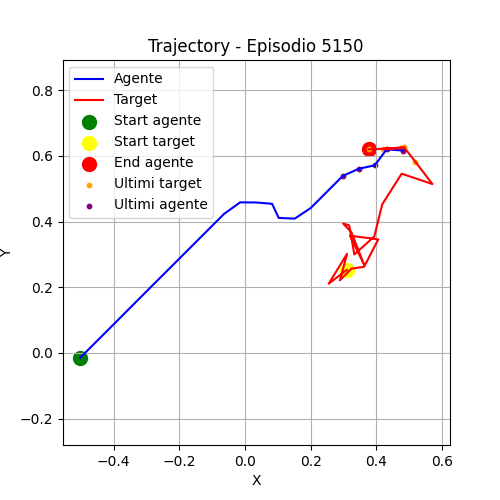 Trajectory - Episodio 5150
Agente
Target
Start agente
Start target
End agente
Ultimi target
Ultimi agente
0.8
0.6
0.4
0.2
0.0
−0.2
Y
−0.4
−0.2
0.0
0.2
0.4
0.6
X